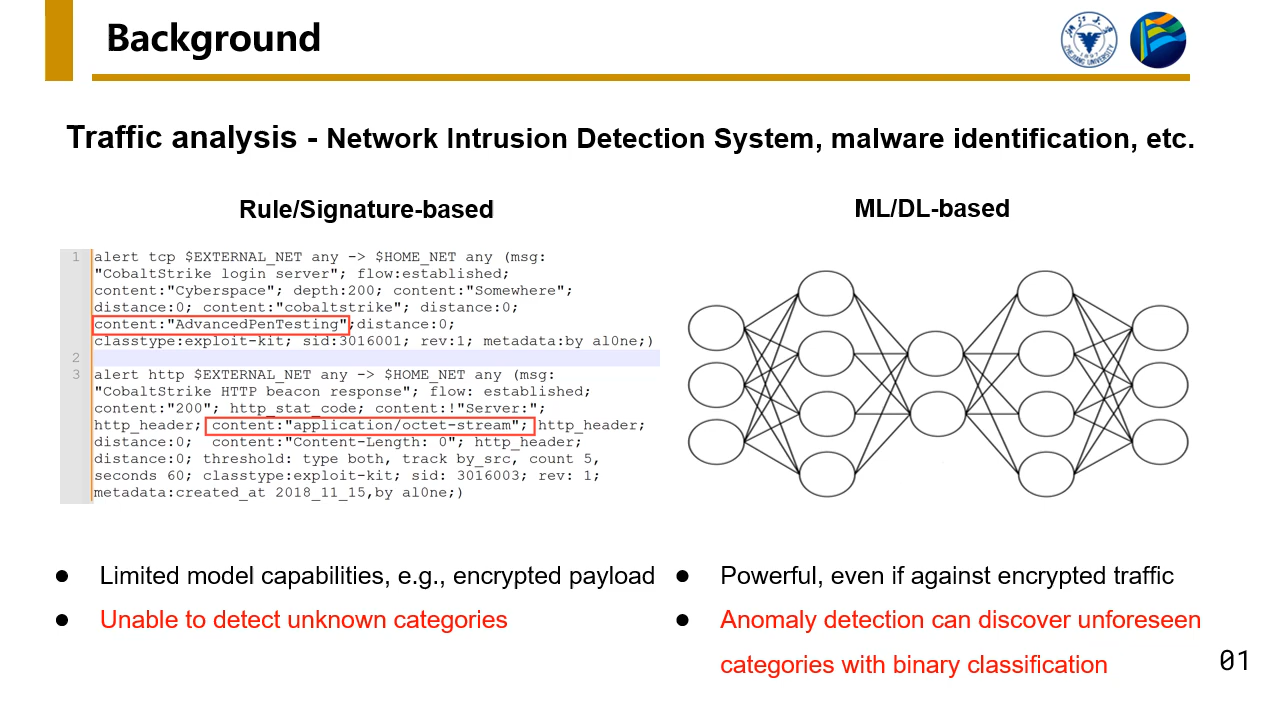 Background
Traffic analysis - Network Intrusion Detection System, malware identification, etc.
Rule/Signature-based
1 alert tcp $EXTERNAL_NET any -> $HOME_NET any (msg:
"CobaltStrike login server"; flow:established;
content:"Cyberspace"; depth:200; content:"Somewhere";
distance:0; content:"cobaltstrike"; distance:0;
content:"AdvancedPenTesting";distance:0;
classtype:exploit-kit; sid:3016001; rev:1; metadata:by al0ne;)
2
3 alert http $EXTERNAL_NET any -> $HOME_NET any (msg:
"CobaltStrike HTTP beacon response"; flow: established;
content:"200"; http_stat_code; content:!"Server:";
http_header; content:"application/octet-stream"; http_header;
distance:0; content:"Content-Length: 0"; http_header;
distance:0; threshold: type both, track by_src, count 5,
seconds 60; classtype:exploit-kit; sid: 3016003; rev: 1;
metadata:created_at 2018_11_15,by al0ne;)
● Limited model capabilities, e.g., encrypted payload
● Unable to detect unknown categories
ML/DL-based
● Powerful, even if against encrypted traffic
● Anomaly detection can discover unforeseen
categories with binary classification
01
ZHEJIANG UNIVERSITY